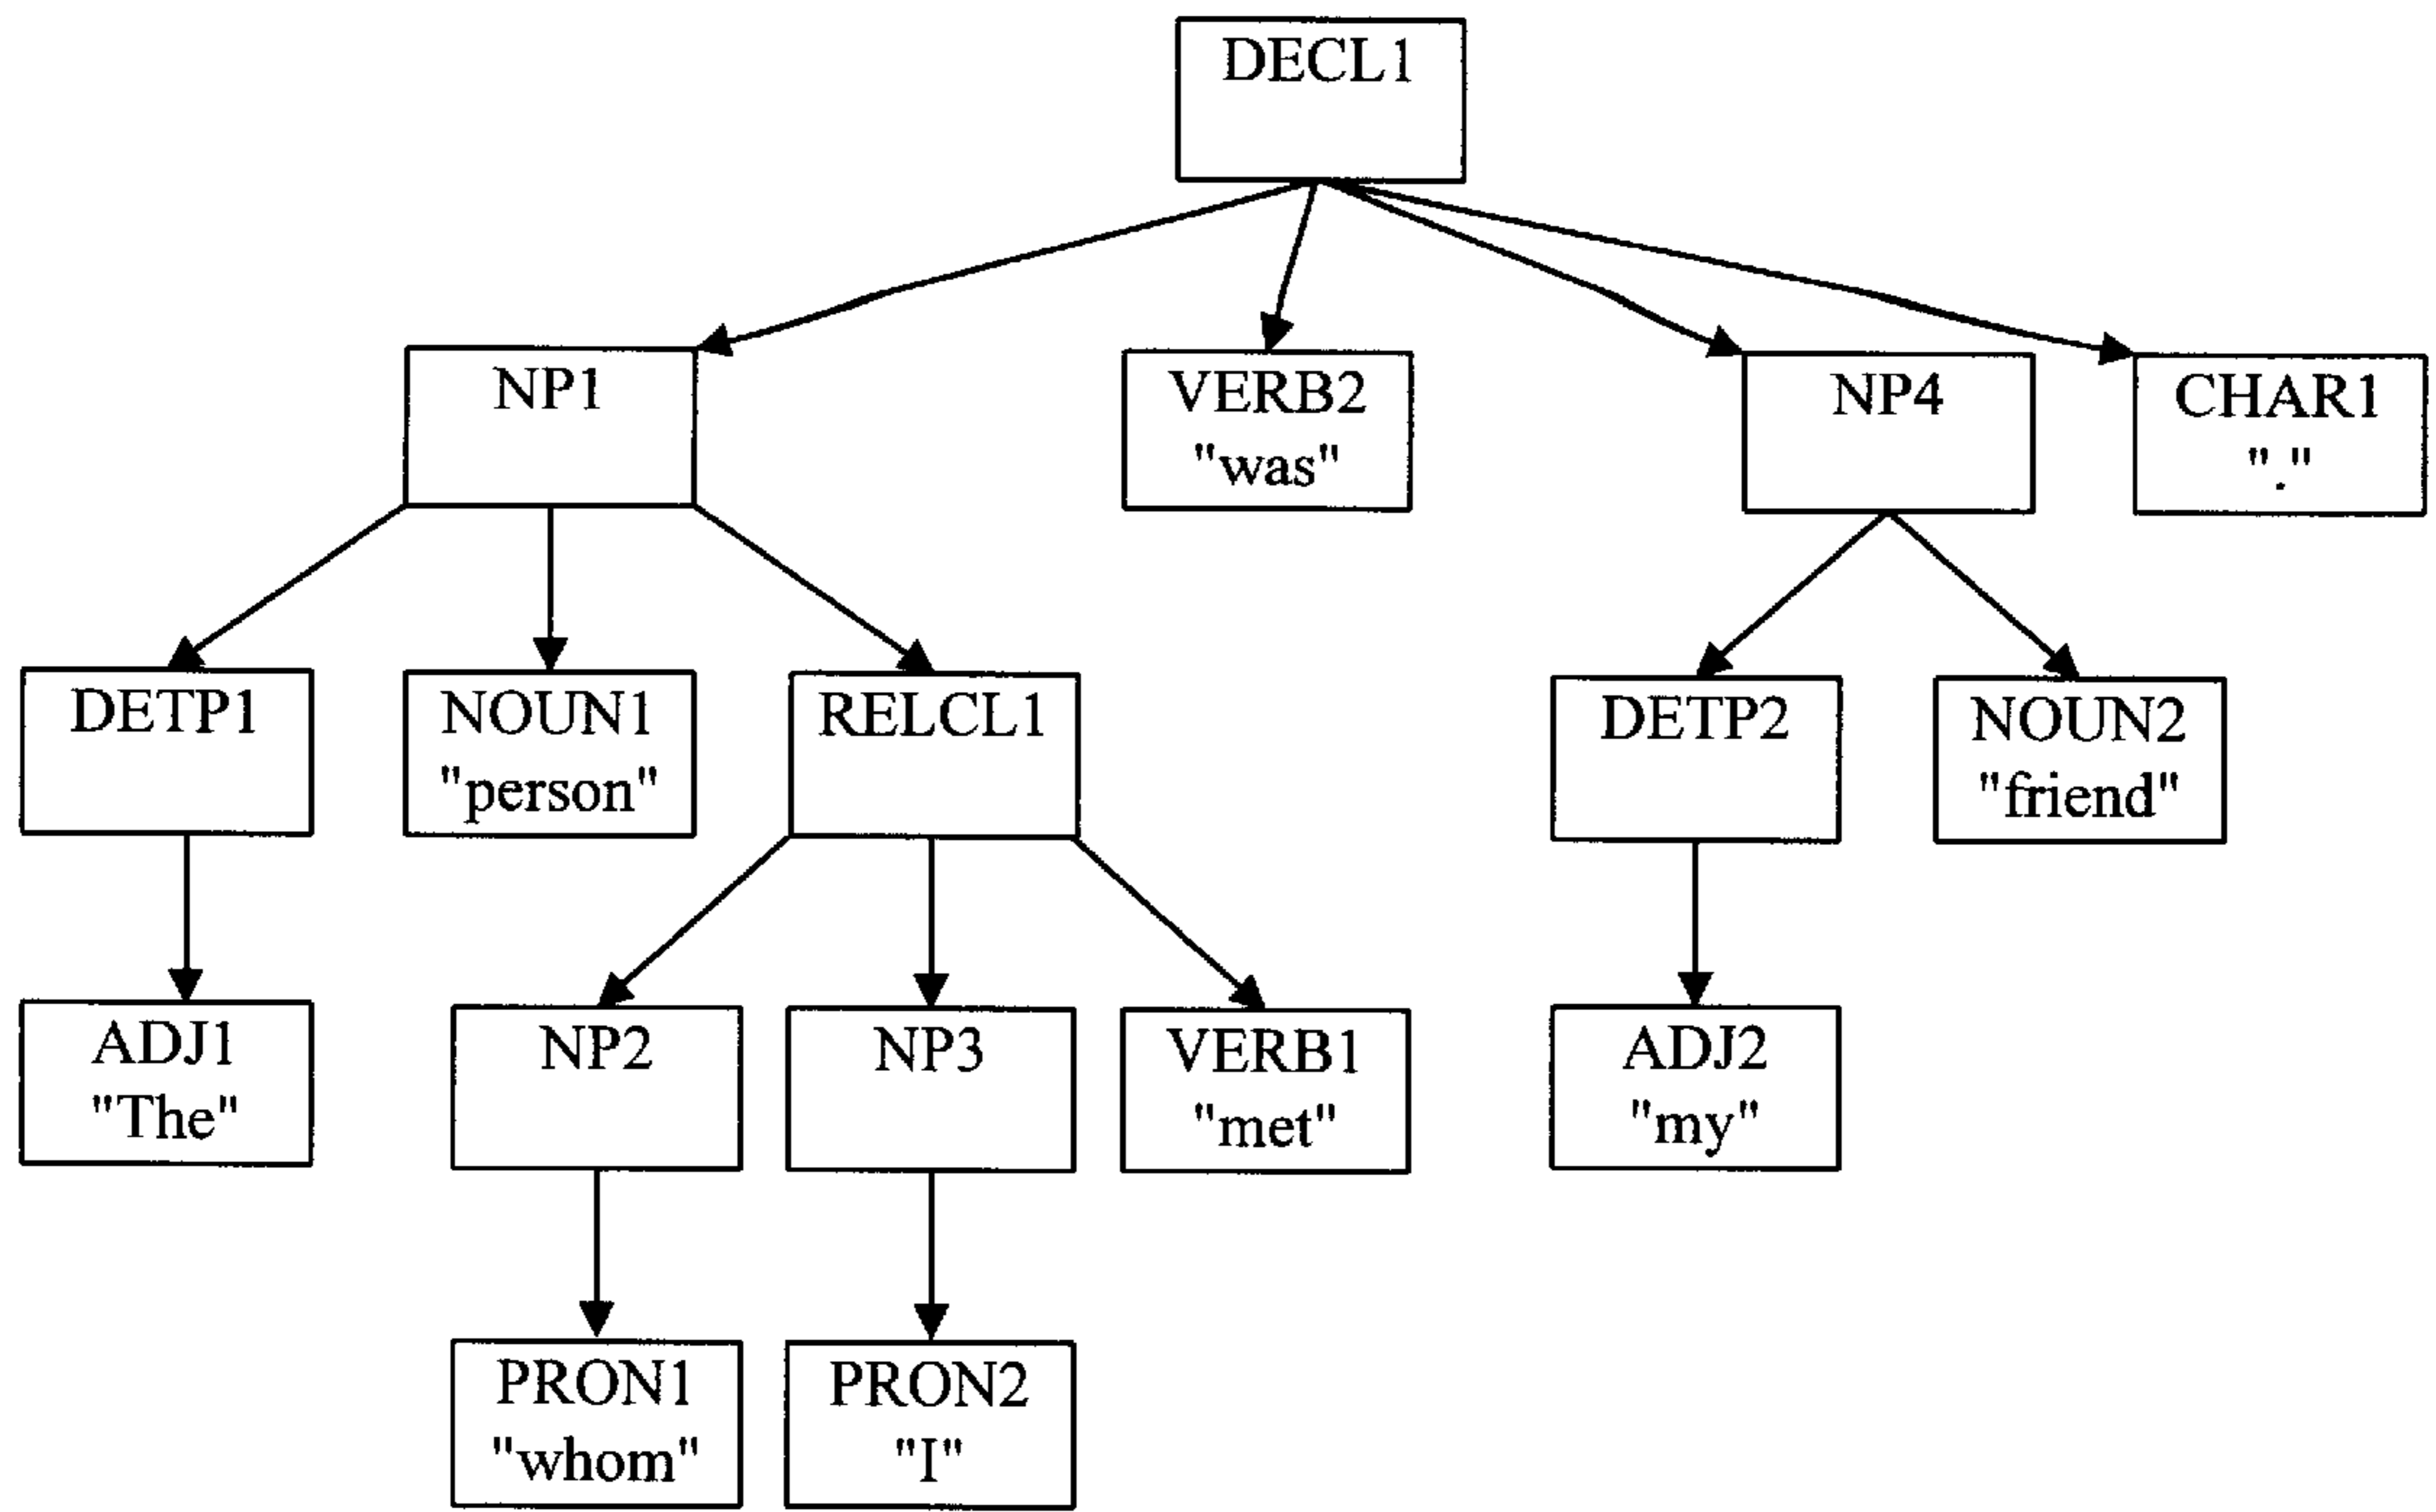 DECL1
NP1
VERB2
"was"
NP4
CHAR1
"."
DETP1
NOUN1
"person"
RELCL1
DETP2
NOUN2
"friend"
ADJ1
"The"
NP2
NP3
VERB1
"met"
ADJ2
"my"
PRON1
"whom"
PRON2
"I"